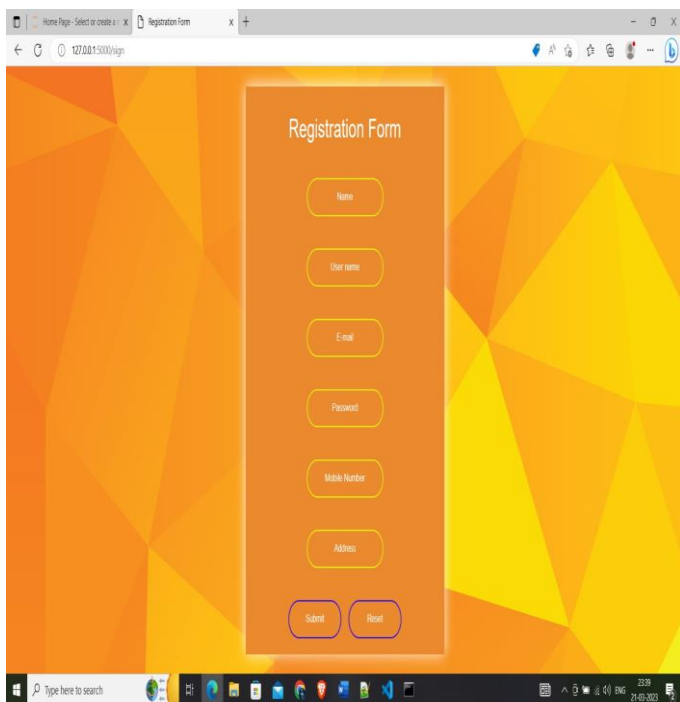 Home Page - Select or create a n
Registration Form
127.0.0.1:5000/sign
Registration Form
Name
User name
E-mail
Password
Mobile Number
Address
Submit
Reset
Type here to search
ENG
23:39
21-03-2023